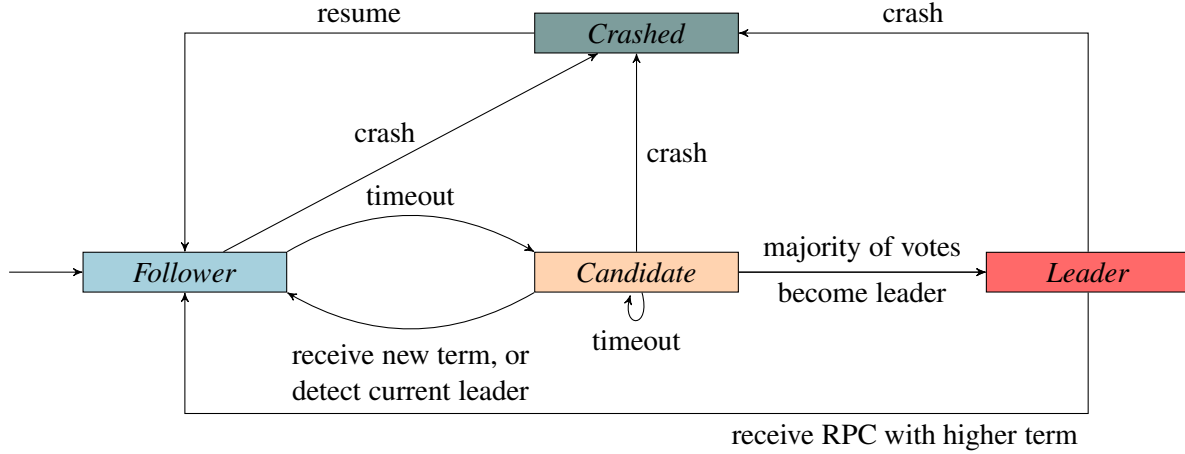 resume
Crashed
crash
crash
crash
timeout
Follower
Candidate
majority of votes
become leader
Leader
timeout
receive new term, or
detect current leader
receive RPC with higher term